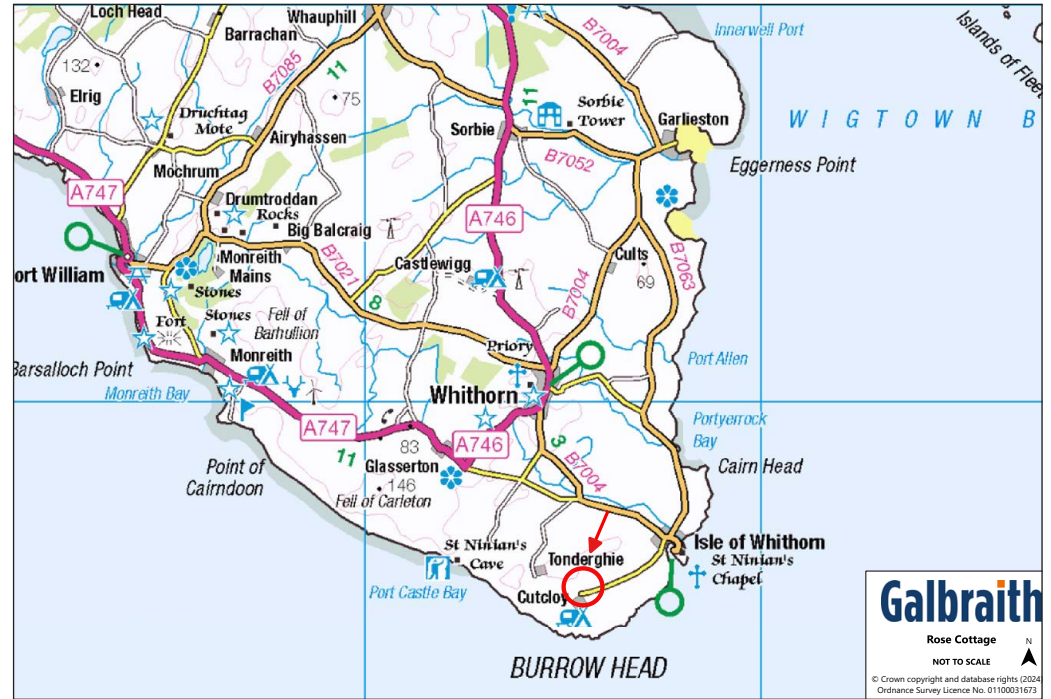 Loch Head
Whauphill
Barrachan
B7004
Innerwell Port
Islands of Fleet
132
Elrig
B7085
11
75
Druchtag
Mote
11
Sorbie
Tower
Garlieston
WIGTOWN B
Airyhassen
Sorbie
B7052
Eggerness Point
Mochrum
A747
Drumtroddan
Rocks
Big Balcraig
A746
Monreith
Mains
B7021
Castlewigg
Cults
69
B7063
ort William
Stones
8
B7004
Fort
Stones
Fell of
Barhullion
Priory
Port Allen
Barsalloch Point
Monreith
Monreith Bay
Whithorn
A747
11
83
A746
3
B7004
Portyerrock
Bay
Point of
Cairndoon
Glasserton
146
Fell of Carleton
Cairn Head
St Ninian's
Cave
Port Castle Bay
Tonderghie
Isle of Whithorn
St Ninian's
Chapel
Cutcloy
BURROW HEAD
Galbraith
Rose Cottage
N
NOT TO SCALE
© Crown copyright and database rights (2024
Ordnance Survey Licence No. 01100031673